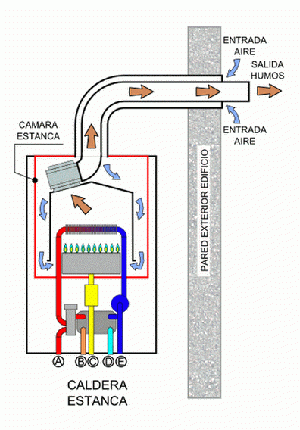 ENTRADA
AIRE
SALIDA
HUMOS
ENTRADA
AIRE
CAMARA
ESTANCA
PARED EXTERIOR EDIFICIO
A B C D E
CALDERA
ESTANCA